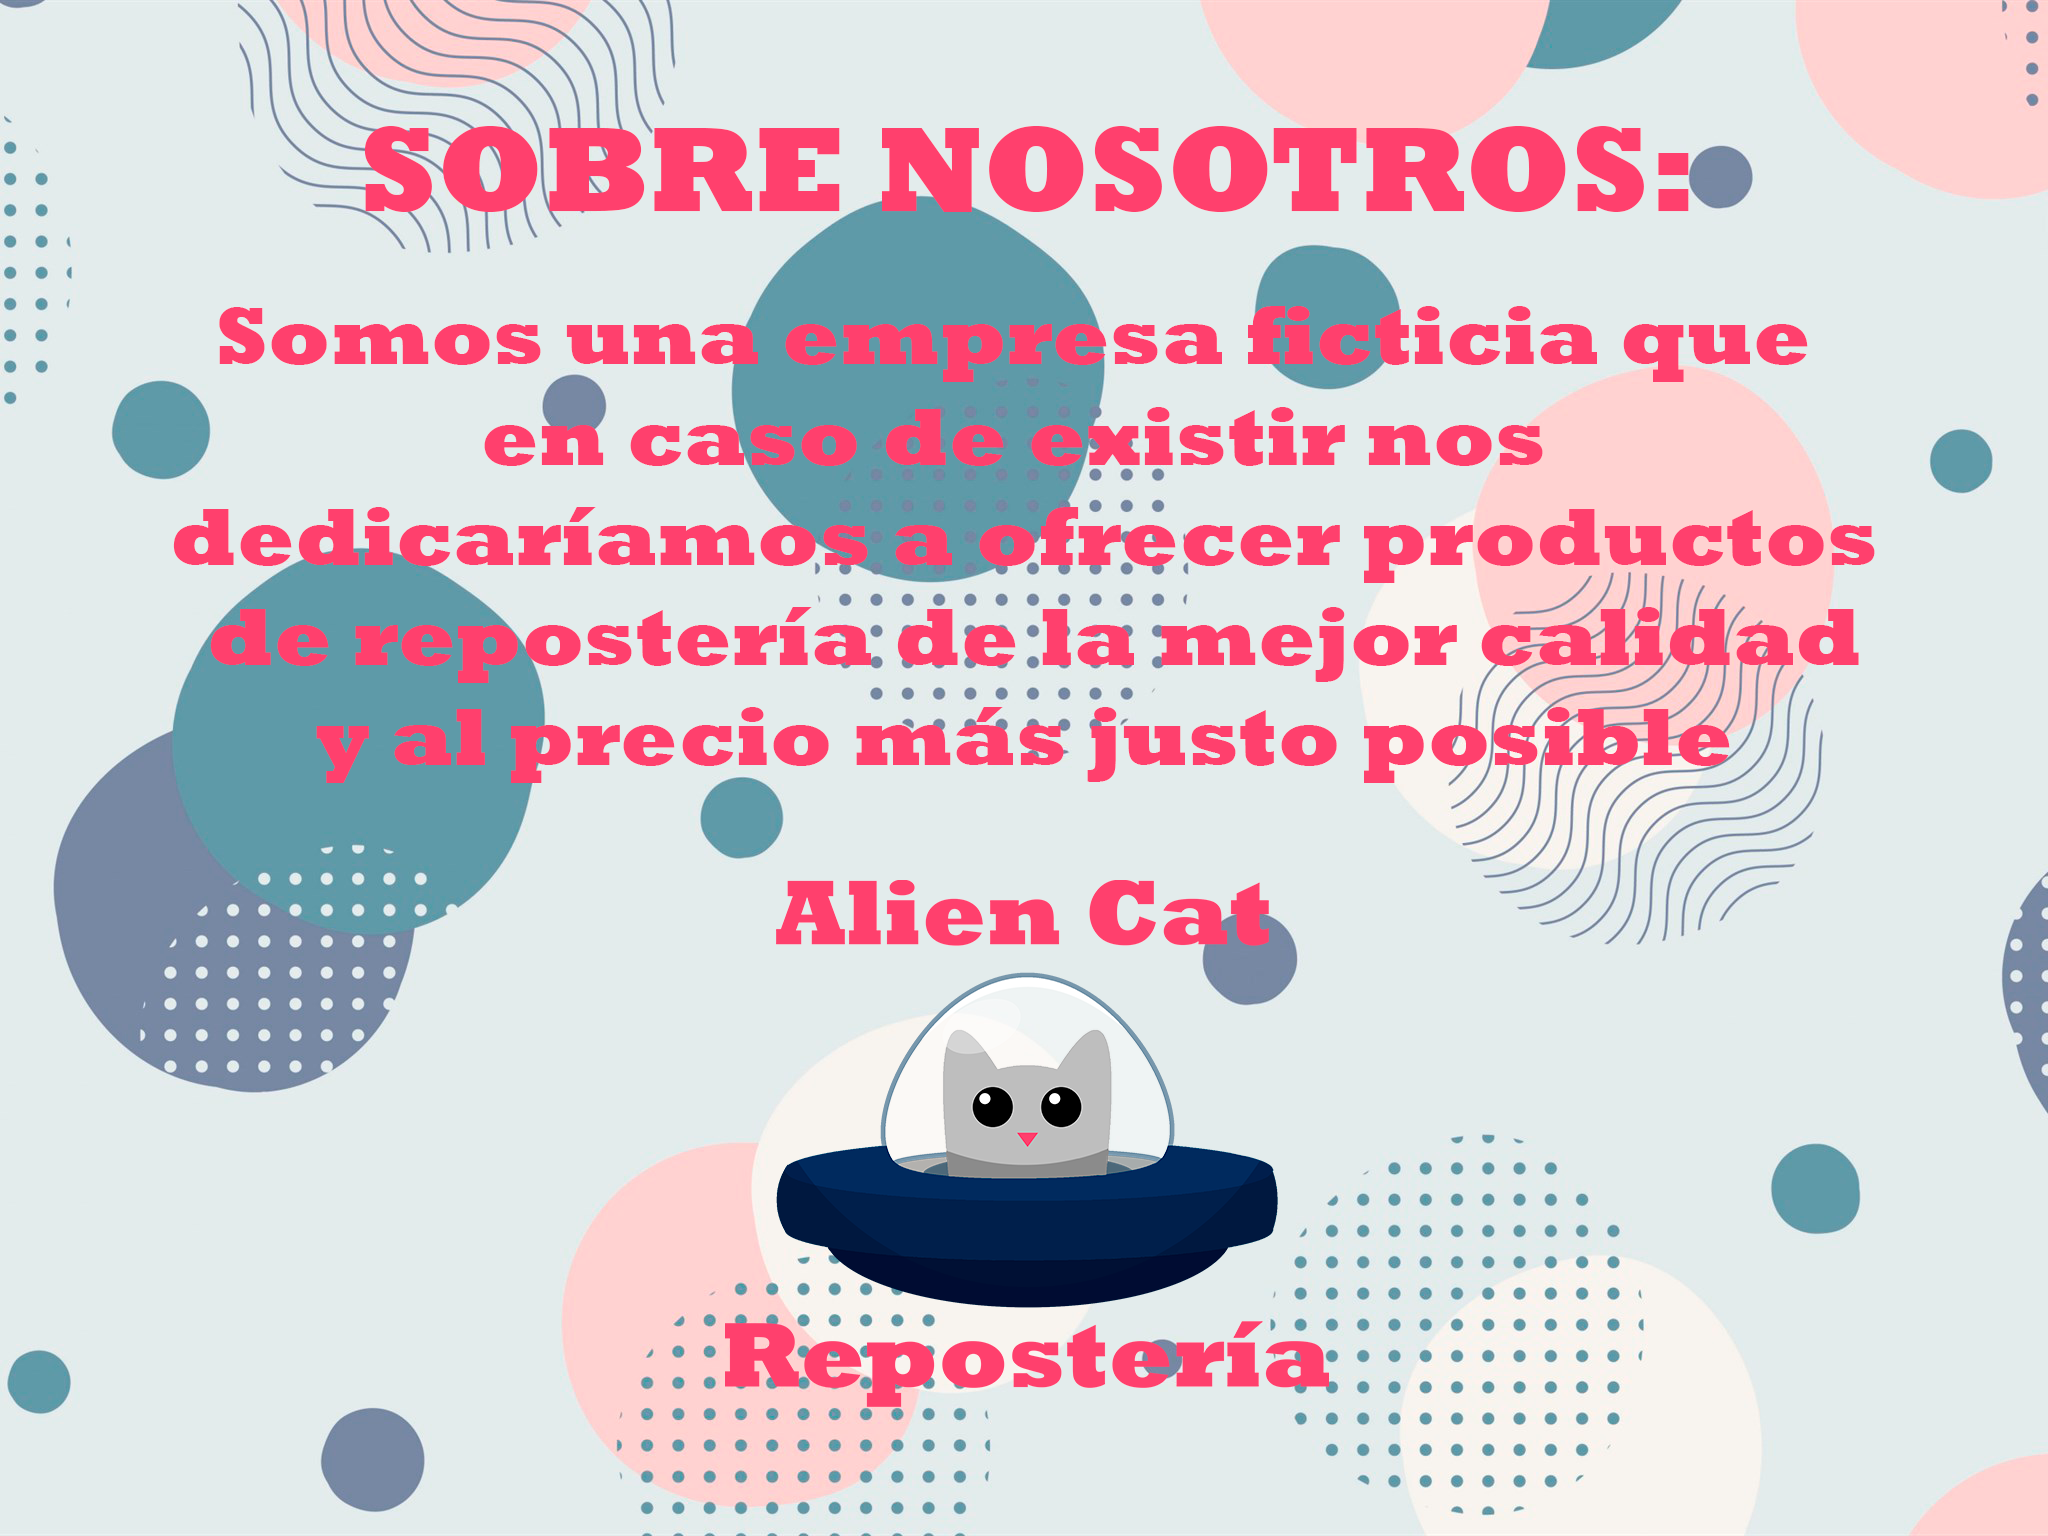 SOBRE NOSOTROS:
Somos una empresa ficticia que
en caso de existir nos
dedicaríamos a ofrecer productos
de repostería de la mejor calidad
y al precio más justo posible
Alien Cat
Repostería